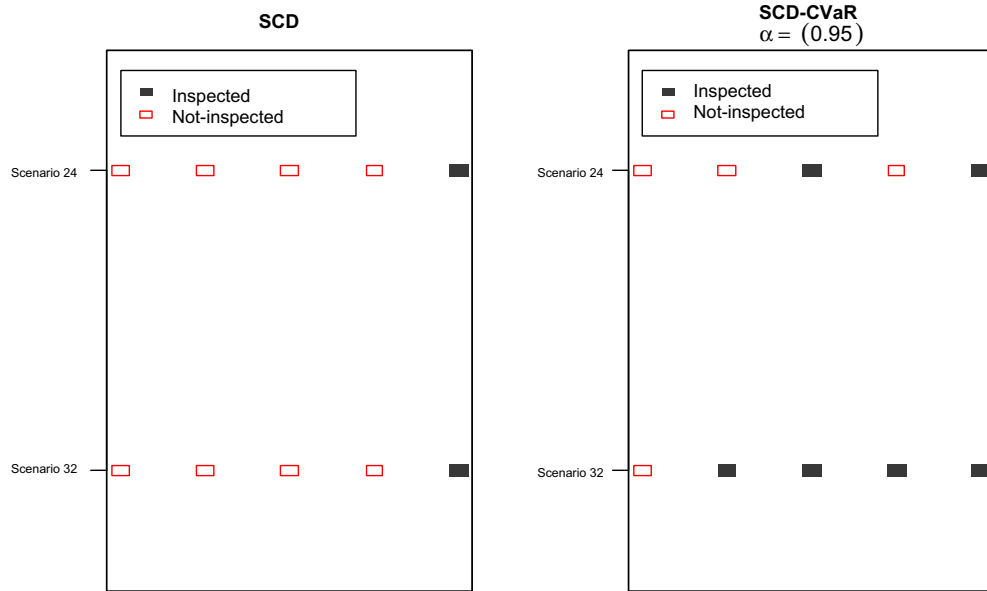 SCD
Inspected
Not-inspected
Scenario 24
Scenario 32
SCD-CVaR
α = (0.95)
Inspected
Not-inspected
Scenario 24
Scenario 32